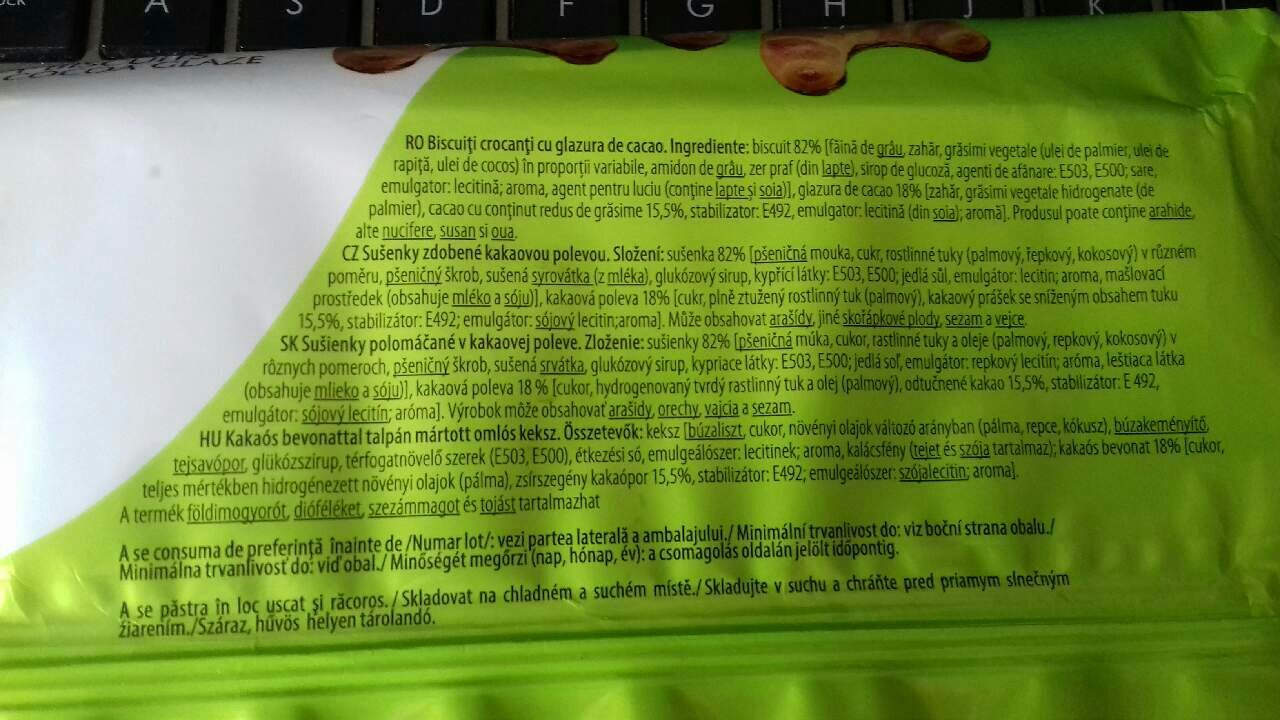 A S D F G H J K L
COCOA GLAZE
RO Biscuiţi crocanţi cu glazura de cacao. Ingrediente: biscuit 82% [făină de grâu, zahăr, grăsimi vegetale (ulei de palmier, ulei de
rapiţă, ulei de cocos) în proporţii variabile, amidon de grâu, zer praf (din lapte), sirop de glucoză, agenti de afânare: E503, E500; sare,
emulgator: lecitină; aroma, agent pentru luciu (conţine lapte şi soia)], glazura de cacao 18% [zahăr, grăsimi vegetale hidrogenate (de
palmier), cacao cu conţinut redus de grăsime 15,5%, stabilizator: E492, emulgator: lecitină (din soia); aromă]. Produsul poate conţine arahide,
alte nucifere, susan si oua.
CZ Sušenky zdobené kakaovou polevou. Složení: sušenka 82% [pšeničná mouka, cukr, rostlinné tuky (palmový, řepkový, kokosový) v různém
poměru, pšeničný škrob, sušená syrovátka (z mléka), glukózový sirup, kypřící látky: E503, E500; jedlá sůl, emulgátor: lecitin; aroma, mašlovací
prostředek (obsahuje mléko a sóju)], kakaová poleva 18% [cukr, plně ztužený rostlinný tuk (palmový), kakaový prášek se sníženým obsahem tuku
15,5%, stabilizátor: E492; emulgátor: sójový lecitin;aroma]. Může obsahovat arašídy, jiné skořápkové plody, sezam a vejce.
SK Sušienky polomáčané v kakaovej poleve. Zloženie: sušienky 82% [pšeničná múka, cukor, rastlinné tuky a oleje (palmový, repkový, kokosový) v
rôznych pomeroch, pšeničný škrob, sušená srvátka, glukózový sirup, kypriace látky: E503, E500; jedlá soľ, emulgátor: repkový lecitín; aróma, leštiaca látka
(obsahuje mlieko a sóju)], kakaová poleva 18 % [cukor, hydrogenovaný tvrdý rastlinný tuk a olej (palmový), odtučnené kakao 15,5%, stabilizátor: E 492,
emulgátor: sójový lecitín; aróma]. Výrobok môže obsahovať arašidy, orechy, vajcia a sezam.
HU Kakaós bevonattal talpán mártott omlós keksz. Összetevők: keksz [búzaliszt, cukor, növényi olajok változó arányban (pálma, repce, kókusz), búzakeményítő,
tejsavópor, glükózszirup, térfogatnövelő szerek (E503, E500), étkezési só, emulgeálószer: lecitinek; aroma, kalácsfény (tejet és szója tartalmaz); kakaós bevonat 18% [cukor,
teljes mértékben hidrogénezett növényi olajok (pálma), zsírszegény kakaópor 15,5%, stabilizátor: E492; emulgeálószer: szójalecitin; aroma].
A termék földimogyorót, dióféléket, szezámmagot és tojást tartalmazhat
A se consuma de preferinţă înainte de /Numar lot/: vezi partea laterală a ambalajului./ Minimální trvanlivost do: viz boční strana obalu./
Minimálna trvanlivosť do: viď obal./ Minőségét megőrzi (nap, hónap, év): a csomagolás oldalán jelölt időpontig.
A se păstra în loc uscat şi răcoros. / Skladovat na chladném a suchém místě./ Skladujte v suchu a chráňte pred priamym slnečným
žiarením./Száraz, hűvös helyen tárolandó.